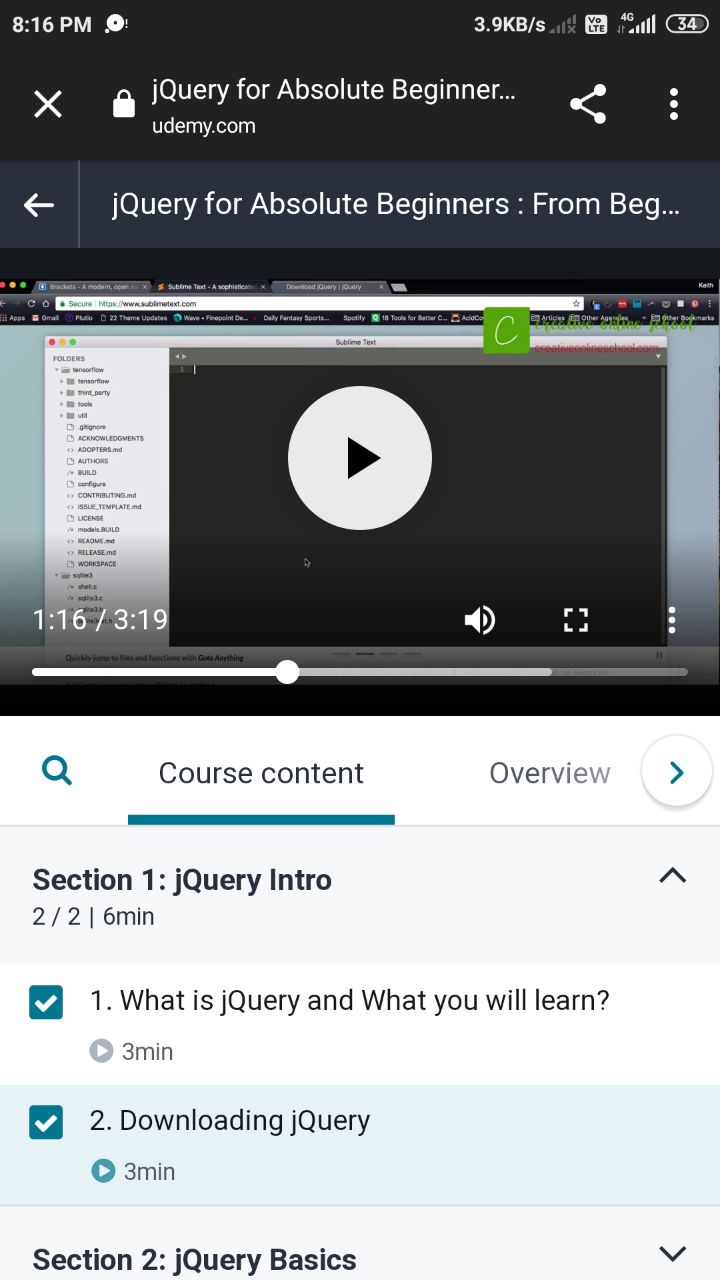 8:16 PM
3.9KB/s
Vo LTE
4G
34
jQuery for Absolute Beginner...
udemy.com
jQuery for Absolute Beginners : From Beg...
Brackets - A modern, open
Sublime Text - A sophisticated
Download jQuery | jQuery
Keith
Secure | https://www.sublimetext.com
Apps Gmail Plutio 22 Theme Updates Wave • Finepoint De... Daily Fantasy Sports... Spotify 18 Tools for Better C... Articles Other Agencies Other Bookmarks
C
creative online school
creativeonlineschool.com
Sublime Text
FOLDERS
tensorflow
1
tensorflow
third_party
tools
util
.gitignore
ACKNOWLEDGMENTS
ADOPTERS.md
AUTHORS
BUILD
configure
CONTRIBUTING.md
ISSUE_TEMPLATE.md
LICENSE
models.BUILD
README.md
RELEASE.md
WORKSPACE
sqlite3
shell.c
sqlite3.c
sqlite3.h
1:16 / 3:19
Quickly jump to files and functions with Goto Anything
Course content
Overview
Section 1: jQuery Intro
2 / 2 | 6min
1. What is jQuery and What you will learn?
3min
2. Downloading jQuery
3min
Section 2: jQuery Basics